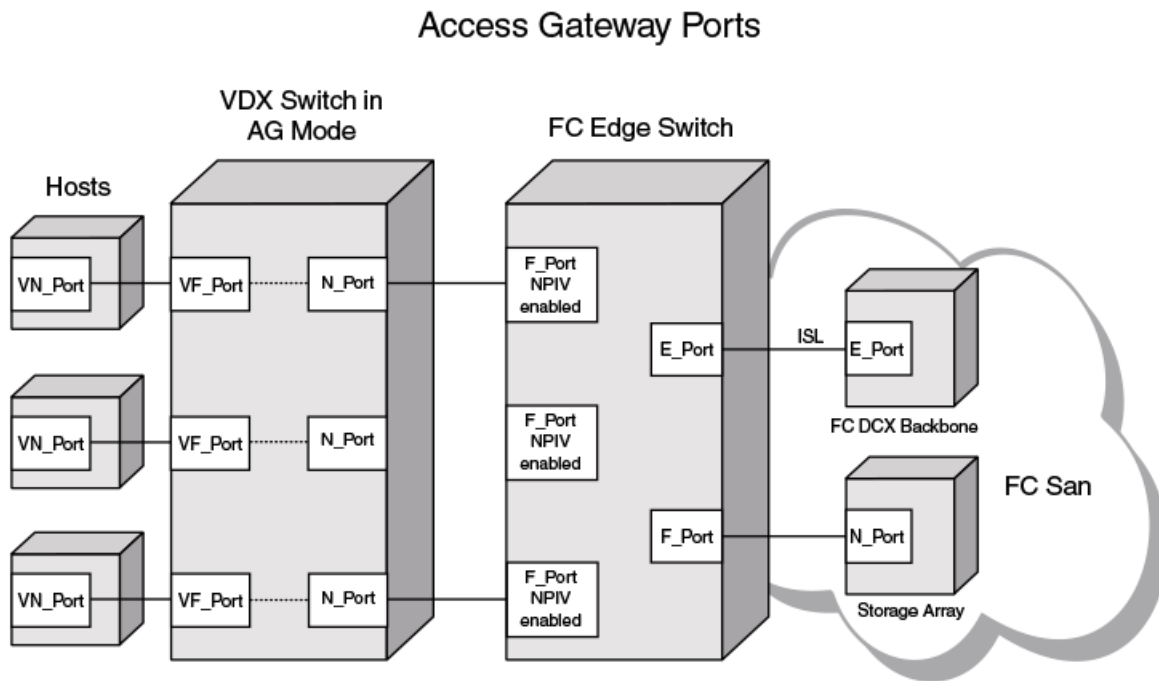 Access Gateway Ports
VDX Switch in
AG Mode
FC Edge Switch
Hosts
VN_Port
VF_Port
N_Port
F_Port
NPIV
enabled
E_Port
ISL
E_Port
FC DCX Backbone
VN_Port
VF_Port
N_Port
F_Port
NPIV
enabled
FC San
F_Port
N_Port
Storage Array
VN_Port
VF_Port
N_Port
F_Port
NPIV
enabled